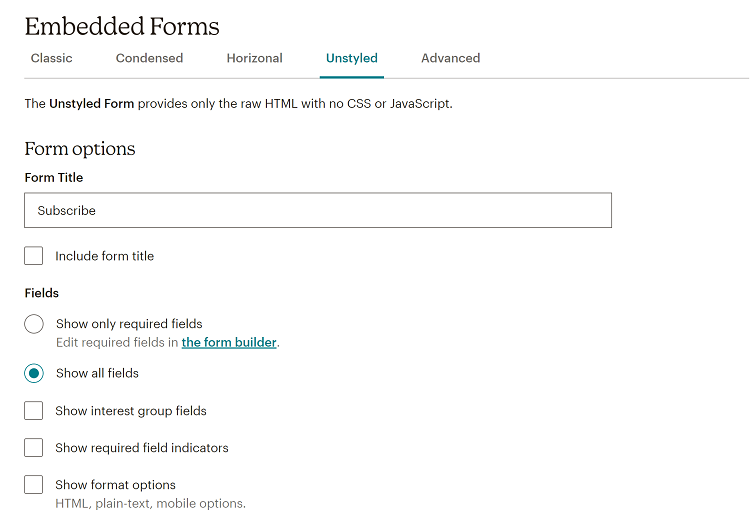 Embedded Forms
Classic Condensed Horizonal Unstyled Advanced
The Unstyled Form provides only the raw HTML with no CSS or JavaScript.
Form options
Form Title
Subscribe
Include form title
Fields
Show only required fields
Edit required fields in the form builder.
Show all fields
Show interest group fields
Show required field indicators
Show format options
HTML, plain-text, mobile options.